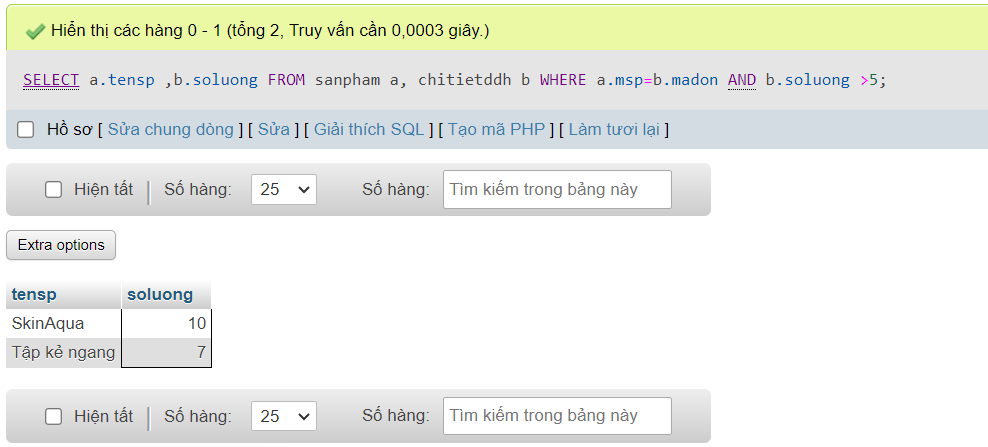 Hiển thị các hàng 0 - 1 (tổng 2, Truy vấn cần 0,0003 giây.)
SELECT a.tensp ,b.soluong FROM sanpham a, chitietddh b WHERE a.msp=b.madon AND b.soluong >5;
Hồ sơ [ Sửa chung dòng ] [ Sửa ] [ Giải thích SQL ] [ Tạo mã PHP ] [ Làm tươi lại ]
Hiện tất Số hàng: 25 Số hàng: Tìm kiếm trong bảng này
Extra options
tensp soluong
SkinAqua 10
Tập kẻ ngang 7
Hiện tất Số hàng: 25 Số hàng: Tìm kiếm trong bảng này